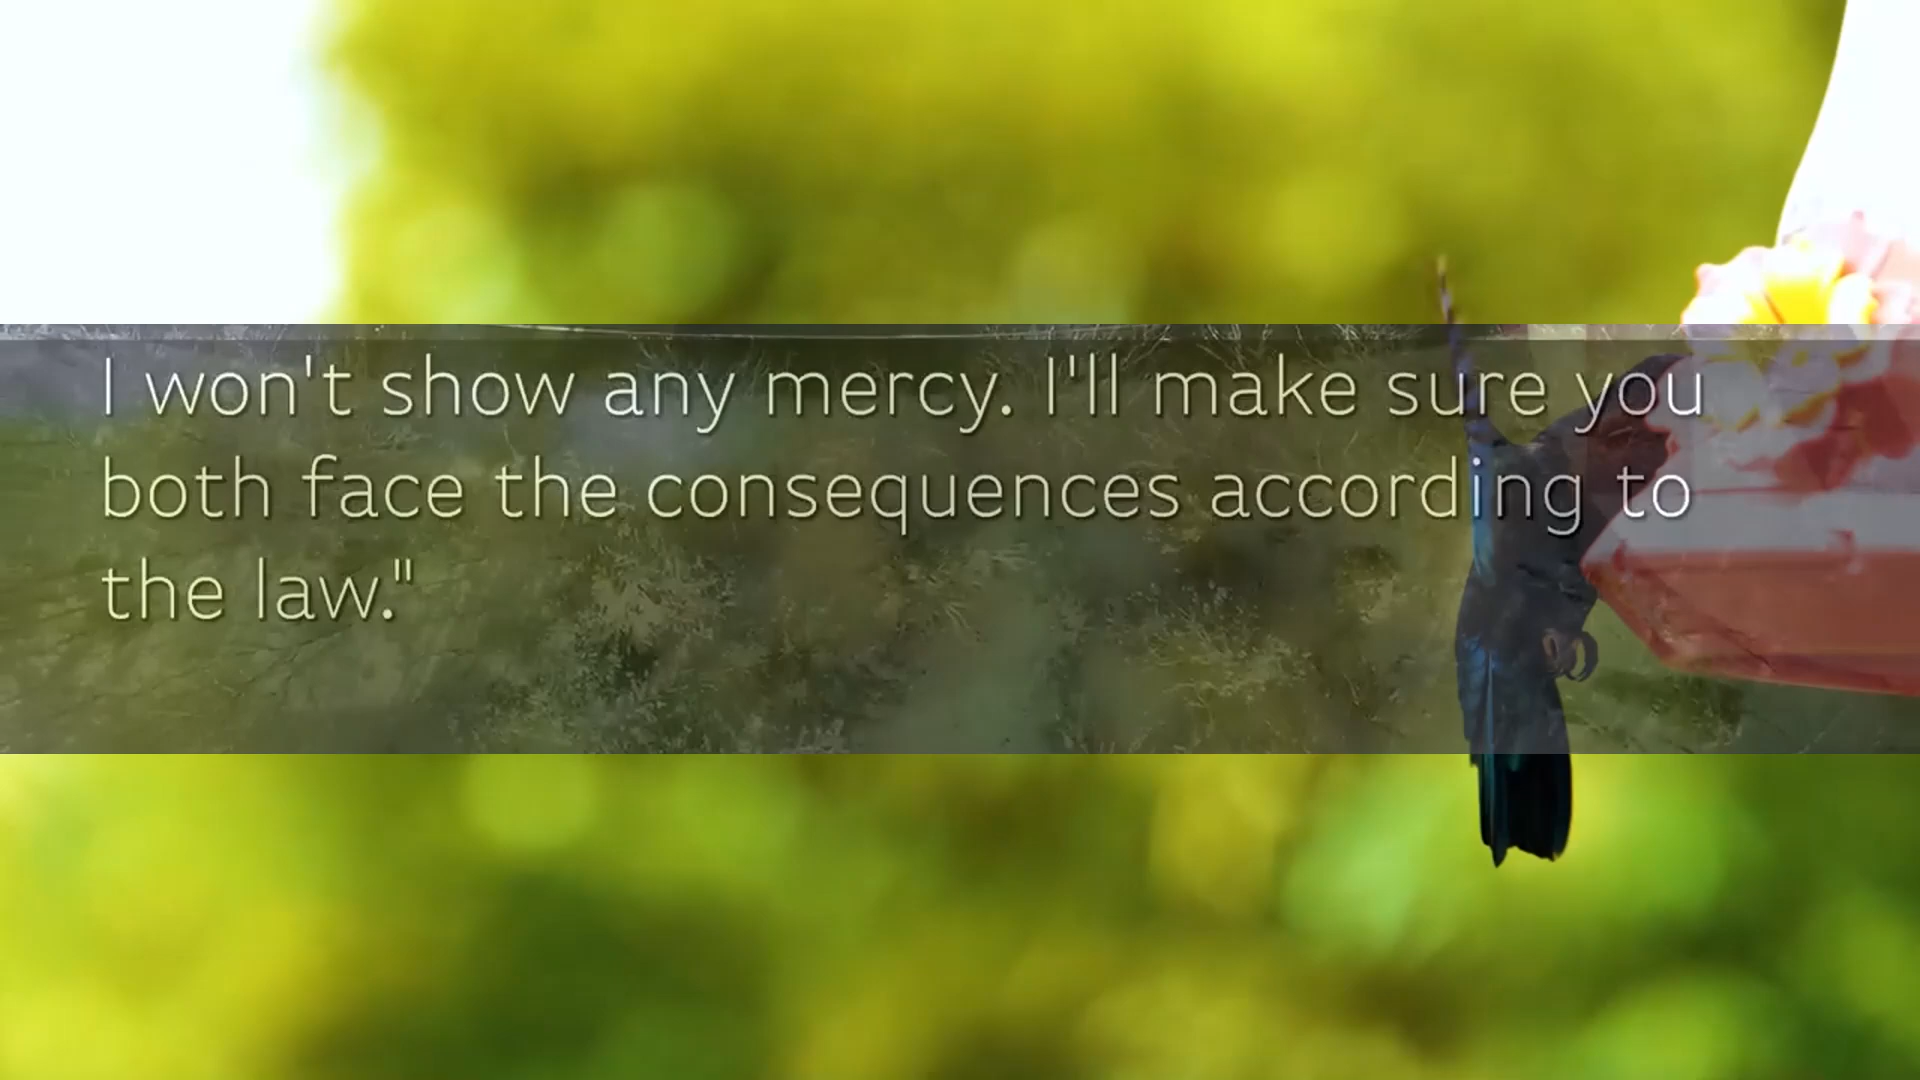 I won't show any mercy. I'll make sure you
both face the consequences according to
the law."